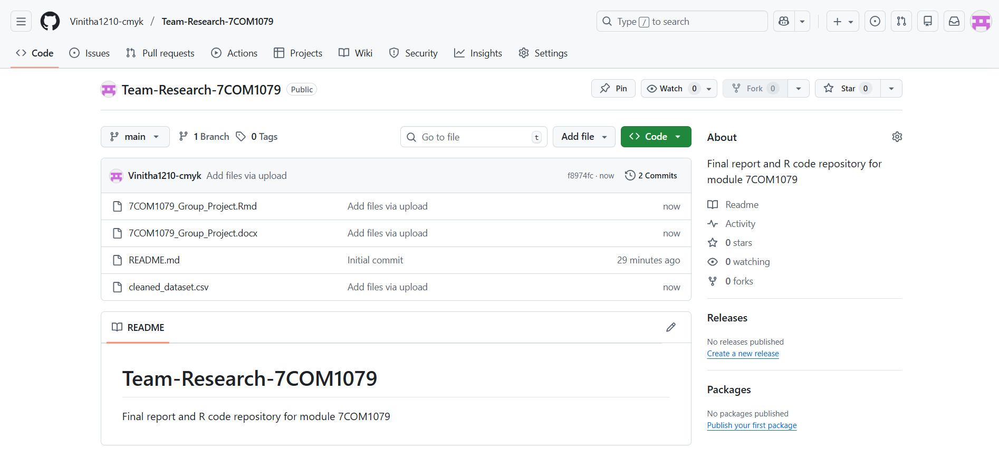 Vinitha1210-cmyk / Team-Research-7COM1079
Type / to search
Code Issues Pull requests Actions Projects Wiki Security Insights Settings
Team-Research-7COM1079 Public
Pin Watch 0 Fork 0 Star 0
main 1 Branch 0 Tags Go to file t Add file Code
Vinitha1210-cmyk Add files via upload f8974fc · now 2 Commits
7COM1079_Group_Project.Rmd Add files via upload now
7COM1079_Group_Project.docx Add files via upload now
README.md Initial commit 29 minutes ago
cleaned_dataset.csv Add files via upload now
README
Team-Research-7COM1079
Final report and R code repository for module 7COM1079
About
Final report and R code repository for
module 7COM1079
Readme
Activity
0 stars
0 watching
0 forks
Releases
No releases published
Create a new release
Packages
No packages published
Publish your first package